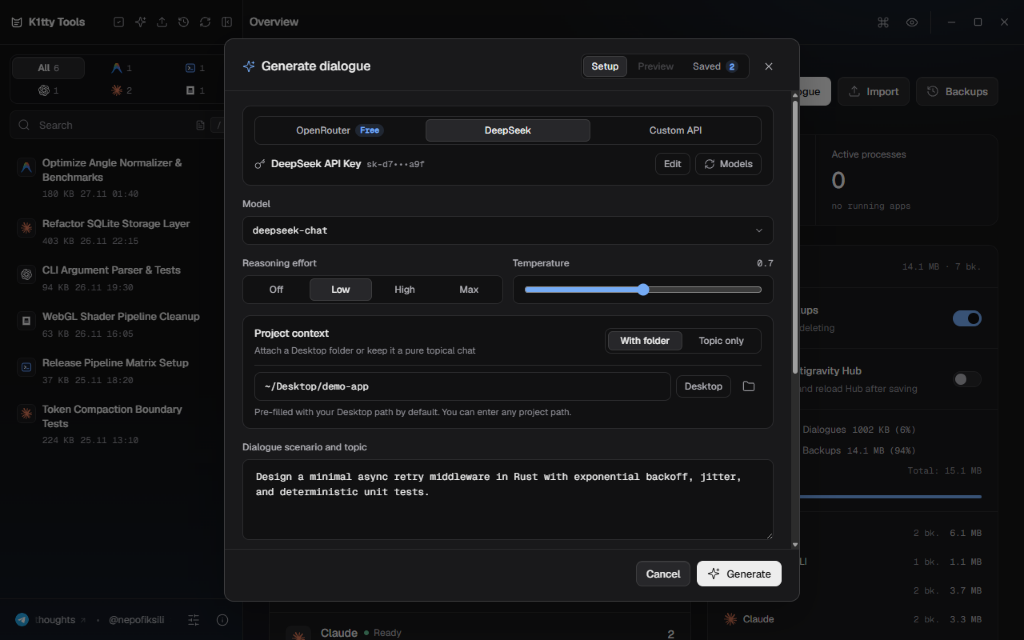 K1tty Tools
Overview
All 6
1
1
1
2
1
Search
/
Optimize Angle Normalizer &
Benchmarks
180 KB 27.11 01:40
Refactor SQLite Storage Layer
403 KB 26.11 22:15
CLI Argument Parser & Tests
94 KB 26.11 19:30
WebGL Shader Pipeline Cleanup
63 KB 26.11 16:05
Release Pipeline Matrix Setup
37 KB 25.11 18:20
Token Compaction Boundary
Tests
224 KB 25.11 13:10
thoughts
@nepofiksili
Generate dialogue
Setup
Preview
Saved 2
OpenRouter Free
DeepSeek
Custom API
DeepSeek API Key sk-d7•••a9f
Edit
Models
Model
deepseek-chat
Reasoning effort
Off
Low
High
Max
Temperature
0.7
Project context
Attach a Desktop folder or keep it a pure topical chat
With folder
Topic only
~/Desktop/demo-app
Desktop
Pre-filled with your Desktop path by default. You can enter any project path.
Dialogue scenario and topic
Design a minimal async retry middleware in Rust with exponential backoff, jitter,
and deterministic unit tests.
Cancel
Generate
ogue
Import
Backups
Active processes
0
no running apps
14.1 MB · 7 bk.
ups
deleting
tigravity Hub
and reload Hub after saving
Dialogues 1002 KB (6%)
Backups 14.1 MB (94%)
Total: 15.1 MB
2 bk. 6.1 MB
LI
1 bk. 1.1 MB
2 bk. 3.7 MB
Claude
2 bk. 3.3 MB
Claude • Ready
2